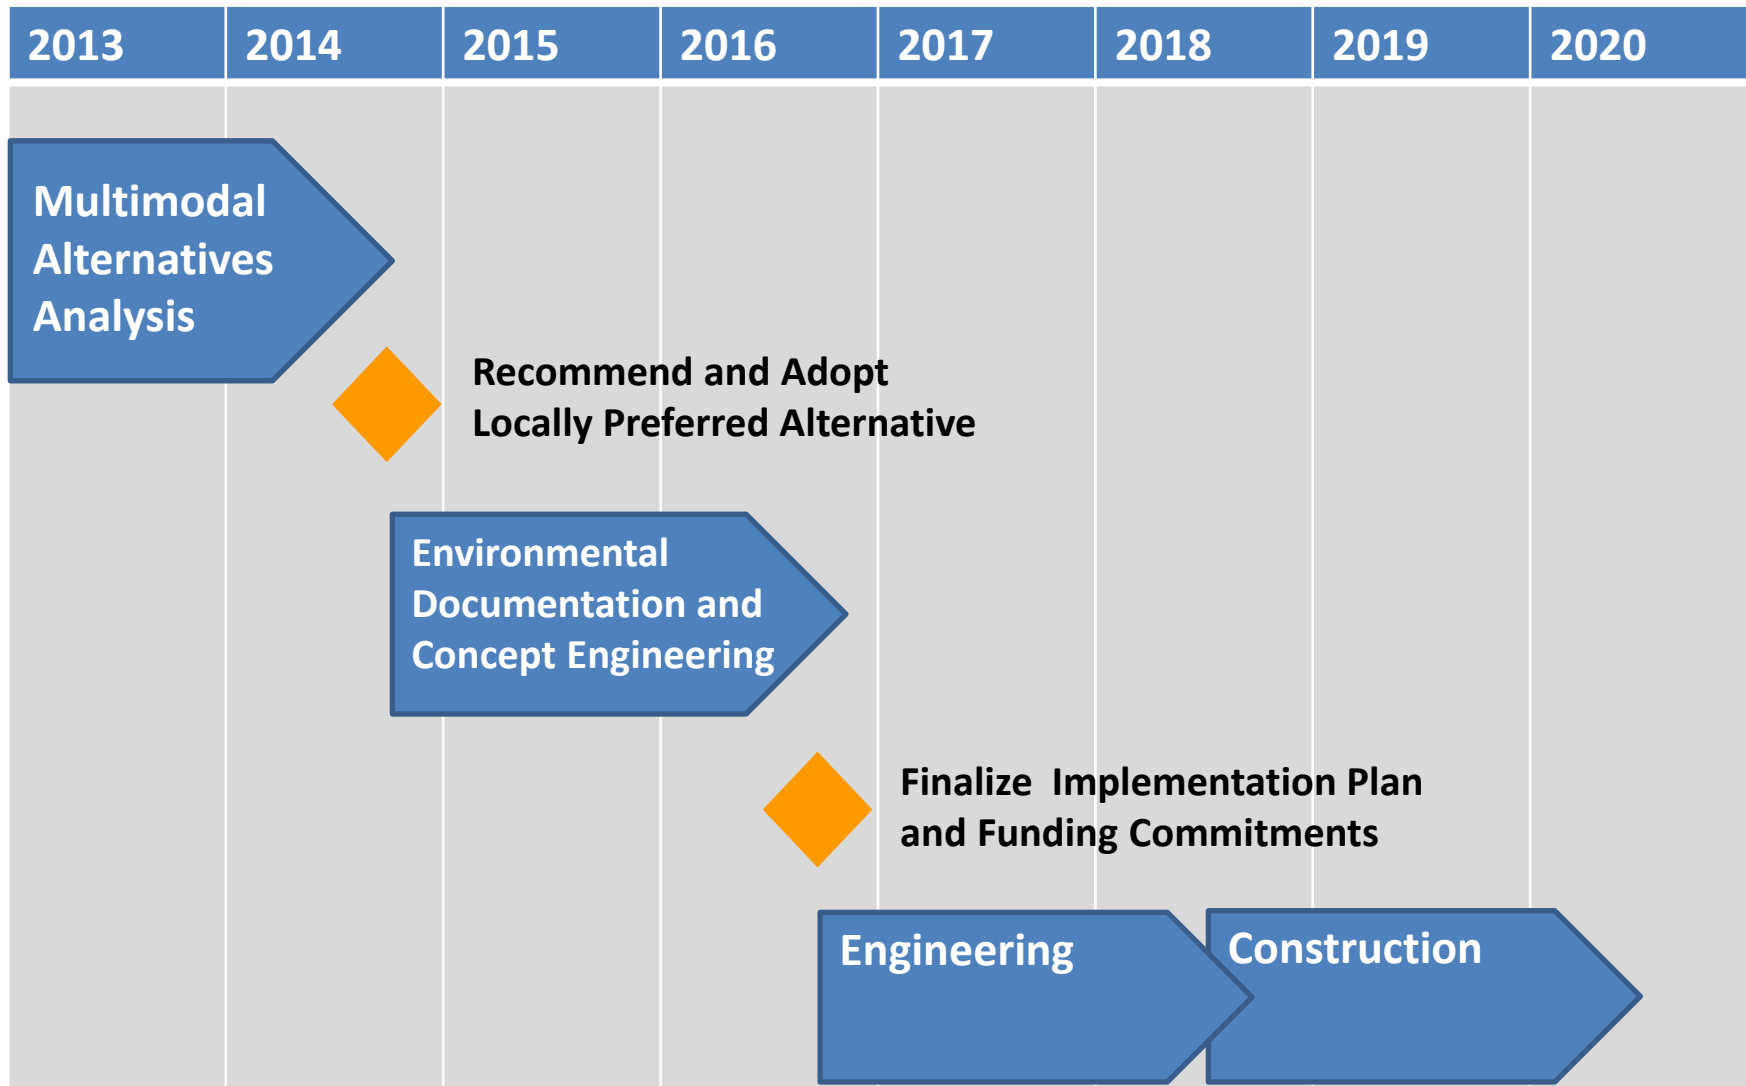 2013 2014 2015 2016 2017 2018 2019 2020
Multimodal
Alternatives
Analysis
Recommend and Adopt
Locally Preferred Alternative
Environmental
Documentation and
Concept Engineering
Finalize  Implementation Plan
and Funding Commitments
Engineering
Construction